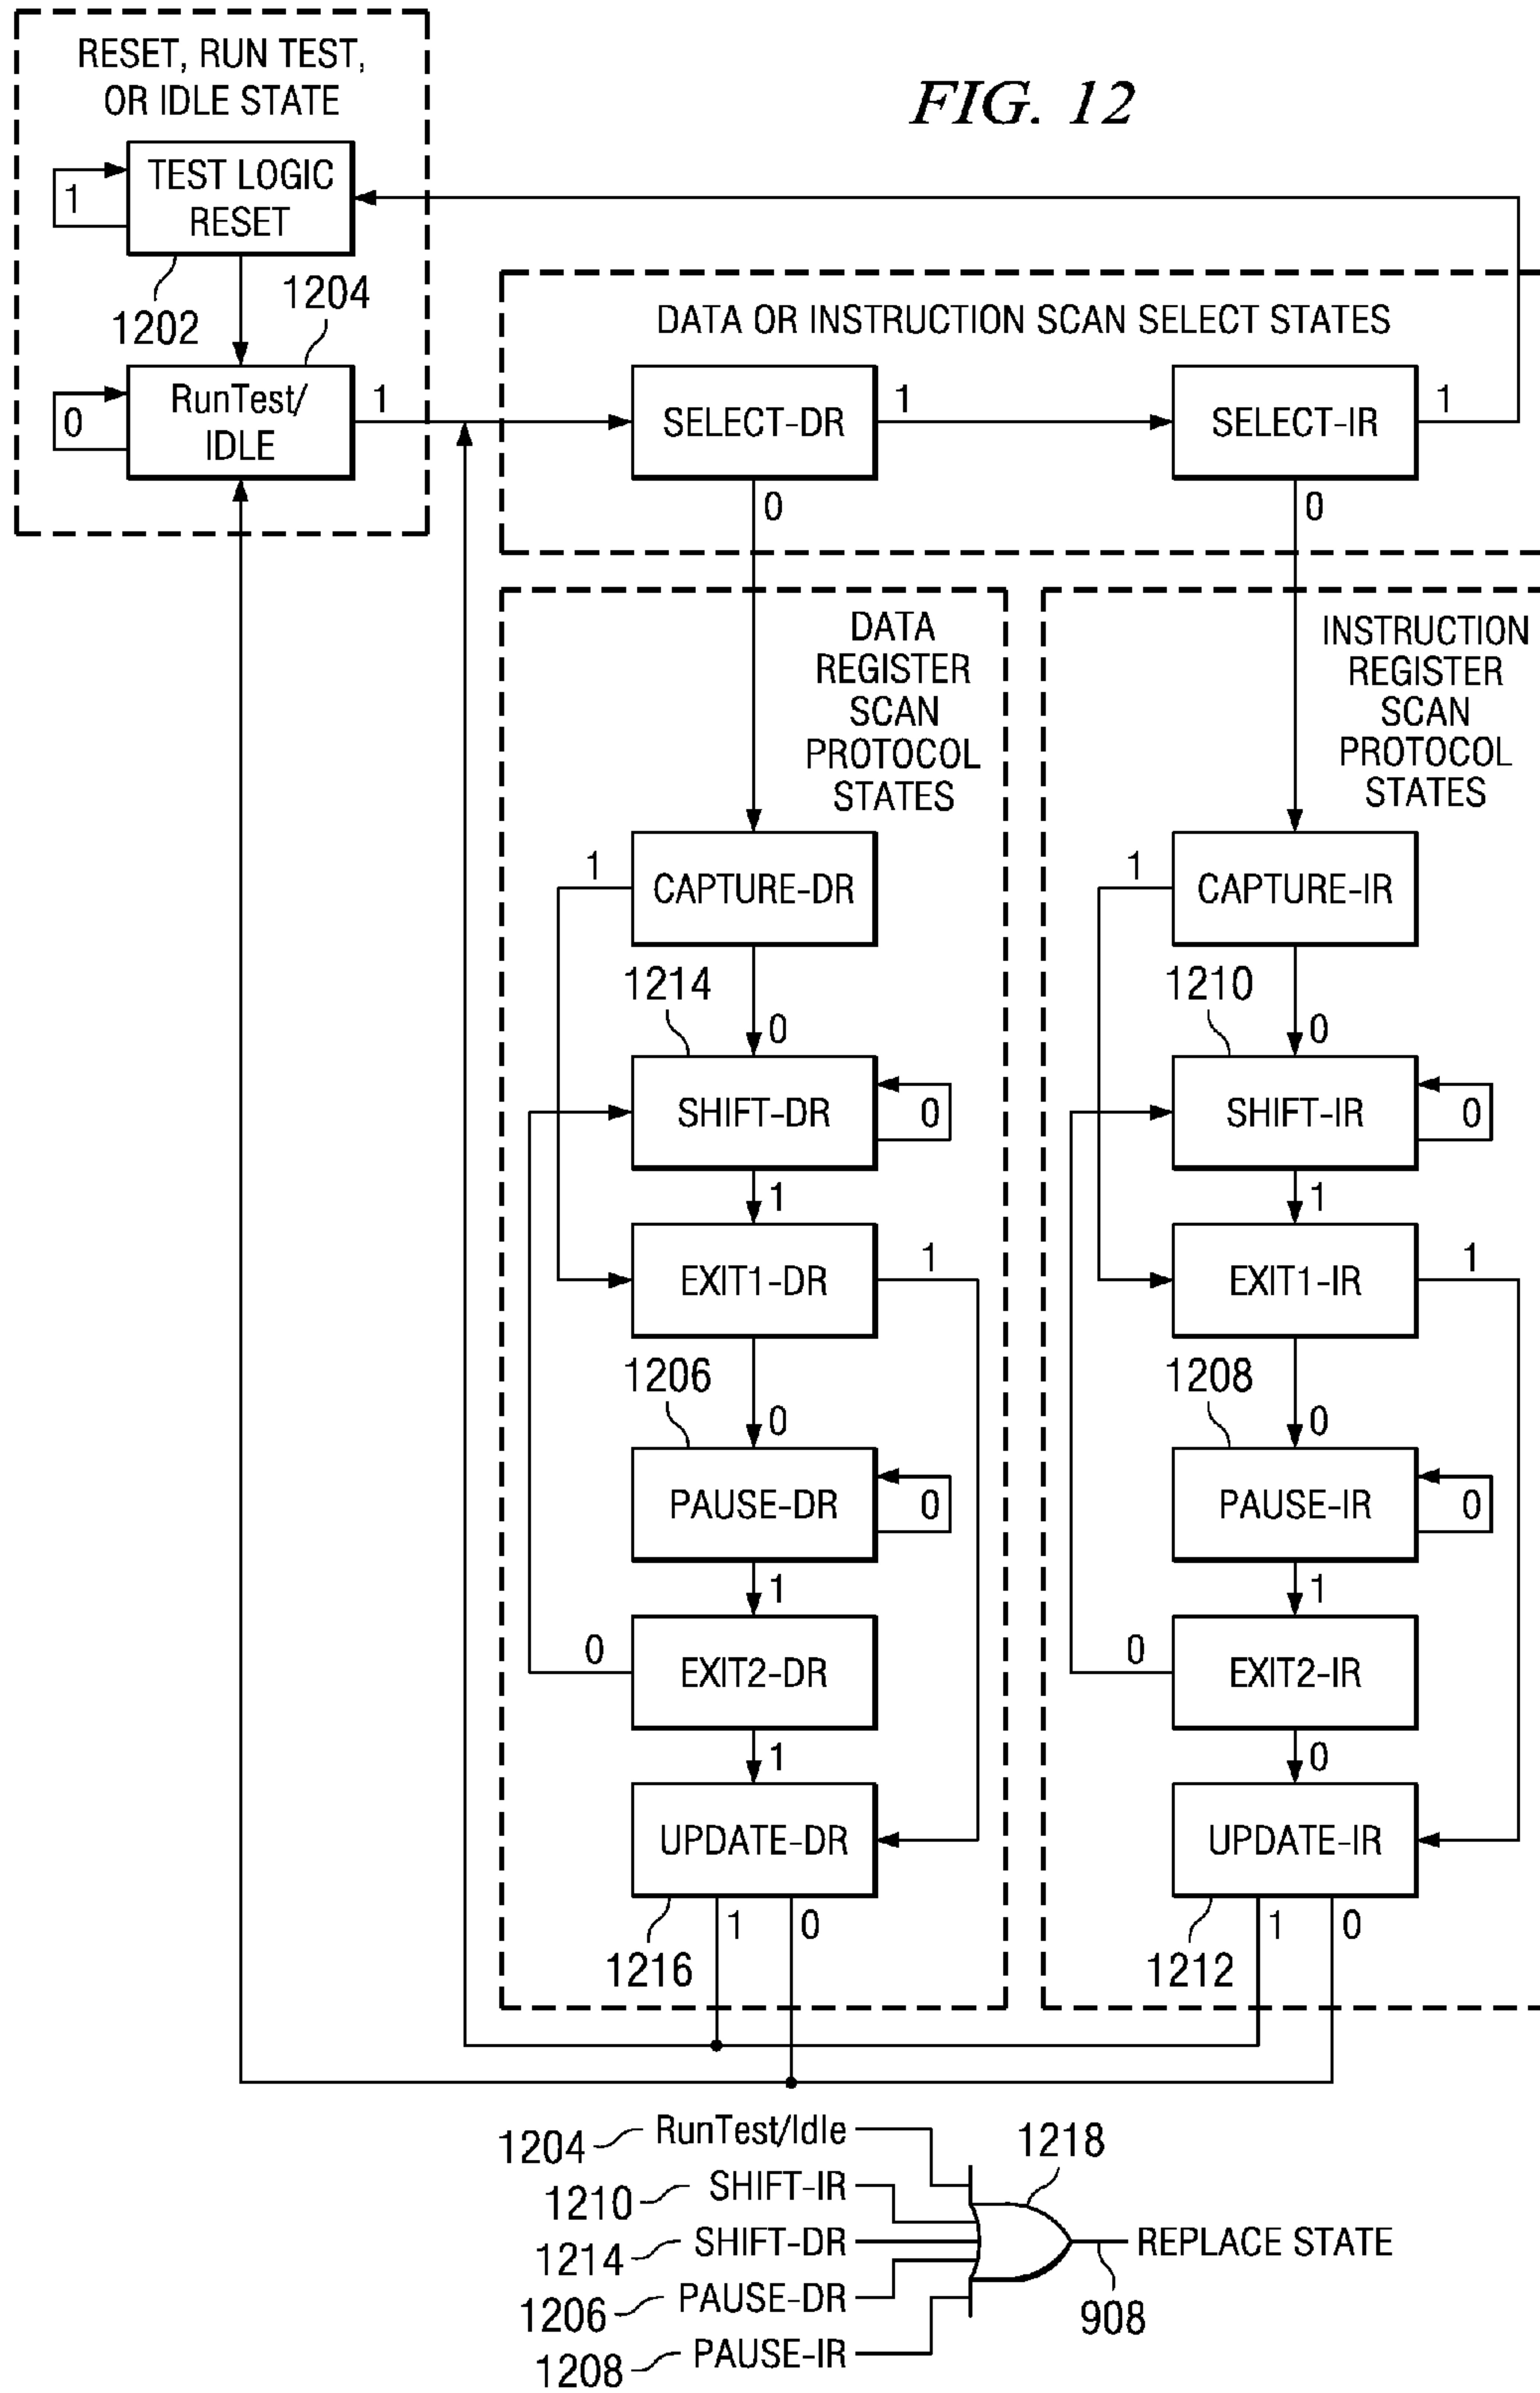 RESET, RUN TEST,
OR IDLE STATE
FIG. 12
TEST LOGIC
RESET
1
1202
1204
RunTest/
IDLE
0
1
DATA OR INSTRUCTION SCAN SELECT STATES
SELECT-DR
1
SELECT-IR
1
0
0
DATA
REGISTER
SCAN
PROTOCOL
STATES
INSTRUCTION
REGISTER
SCAN
PROTOCOL
STATES
1
CAPTURE-DR
1
CAPTURE-IR
1214
0
1210
0
SHIFT-DR
0
SHIFT-IR
0
1
1
EXIT1-DR
1
EXIT1-IR
1
1206
0
1208
0
PAUSE-DR
0
PAUSE-IR
0
1
1
0
EXIT2-DR
0
EXIT2-IR
1
0
UPDATE-DR
UPDATE-IR
1216
1
0
1212
1
0
1204
RunTest/Idle
1218
1210
SHIFT-IR
1214
SHIFT-DR
REPLACE STATE
1206
PAUSE-DR
908
1208
PAUSE-IR